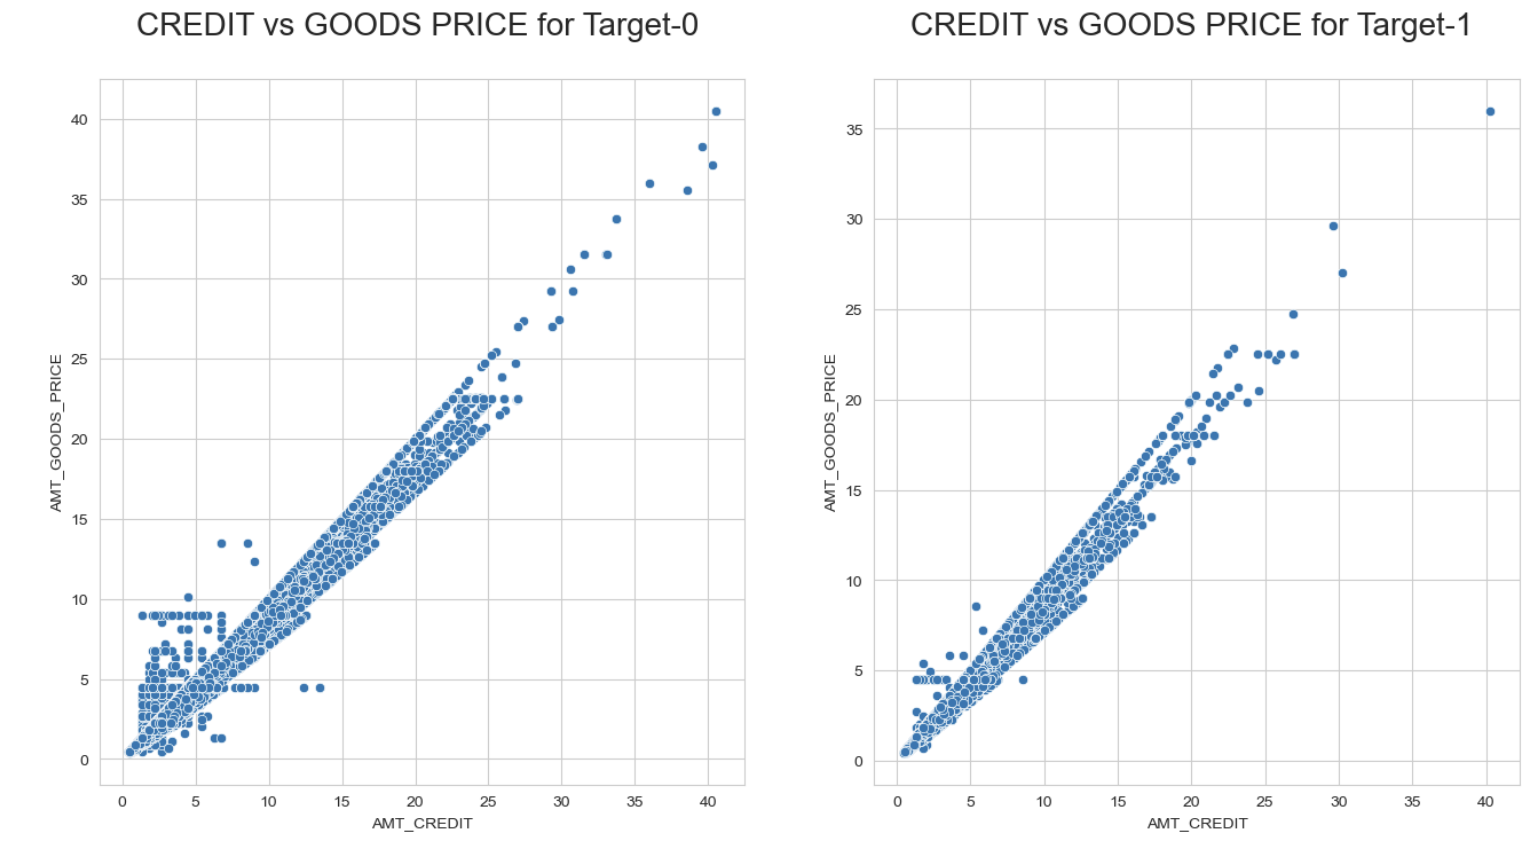 CREDIT vs GOODS PRICE for Target-0
40
35
30
25
20
15
10
5
0
AMT_GOODS_PRICE
0 5 10 15 20 25 30 35 40
AMT_CREDIT
CREDIT vs GOODS PRICE for Target-1
35
30
25
20
15
10
5
0
AMT_GOODS_PRICE
0 5 10 15 20 25 30 35 40
AMT_CREDIT